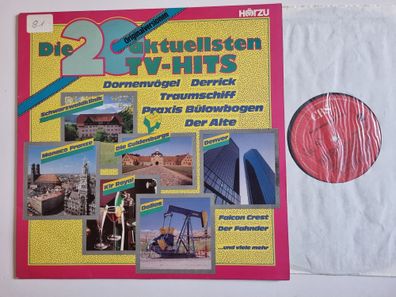 81
HÖRZU
Originalversionen
Die 20 aktuellsten
TV-HITS
Dornenvögel Derrick
Traumschiff
Praxis Bülowbogen
Der Alte
Schwarzwaldklinik
Monaco Franze
Die Guldenburgs
Denver
Kir Royal
Dallas
Falcon Crest
Der Fahnder
...und viele mehr